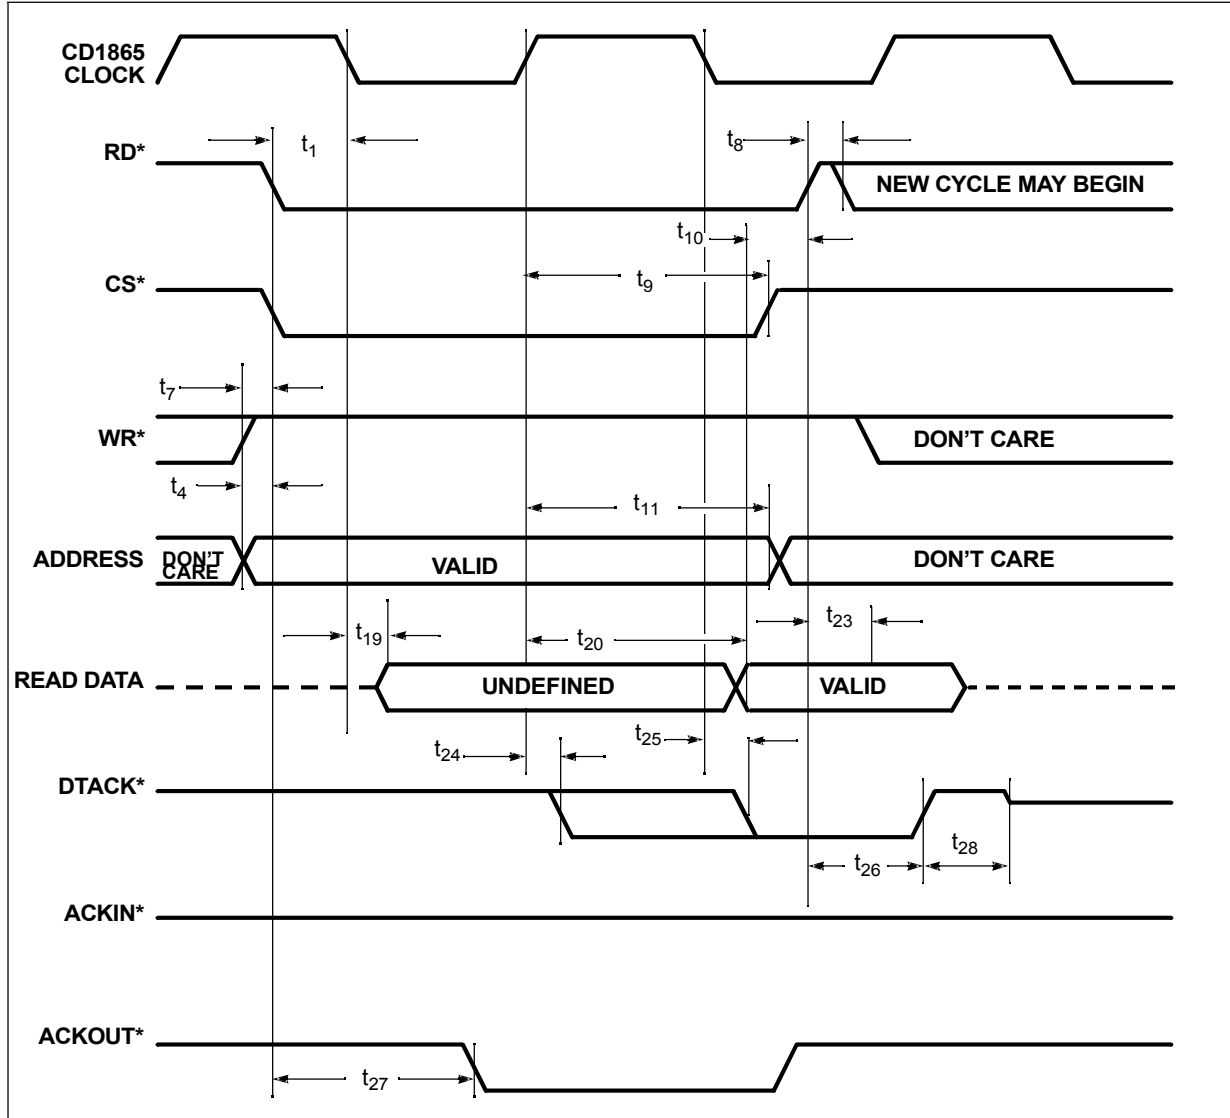 CD1865
CLOCK
t1
t8
RD*
NEW CYCLE MAY BEGIN
t10
t9
CS*
t7
WR*
DON'T CARE
t4
t11
ADDRESS
DON'T
CARE
VALID
DON'T CARE
t19
t20
t23
READ DATA
UNDEFINED
VALID
t24
t25
DTACK*
t26
t28
ACKIN*
ACKOUT*
t27